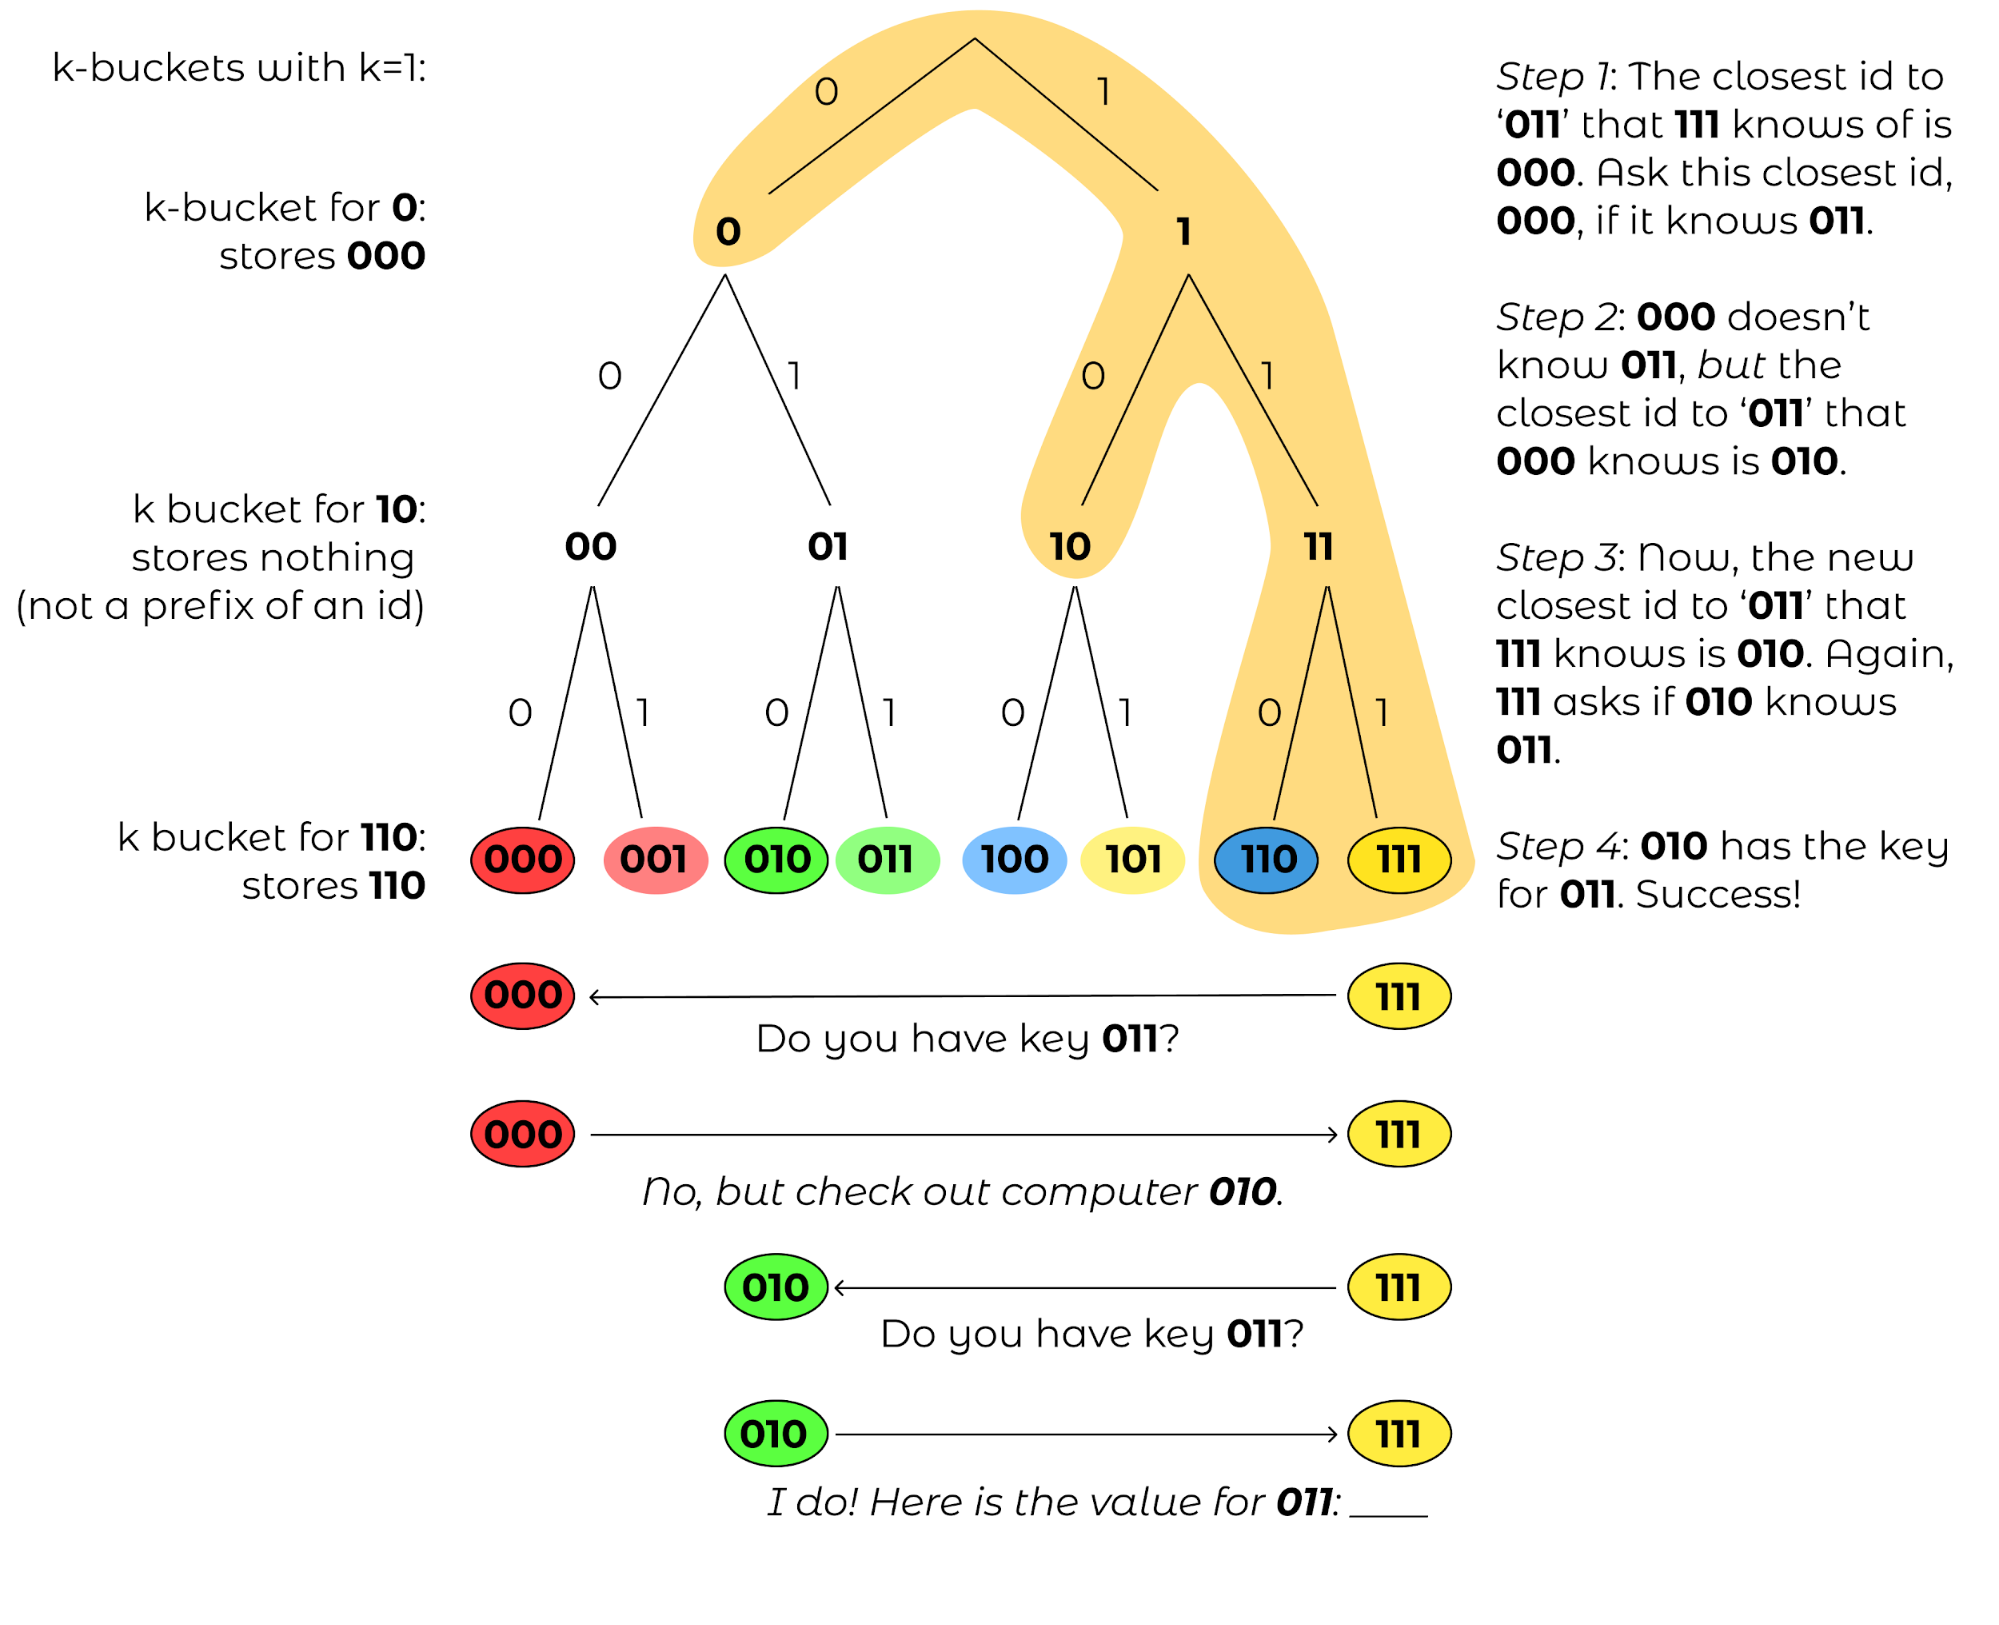 k-buckets with k=1:
k-bucket for 0:
stores 000
k bucket for 10:
stores nothing
(not a prefix of an id)
k bucket for 110:
stores 110
0
1
0
1
0
1
0
1
00
01
10
11
0
1
0
1
0
1
0
1
000
001
010
011
100
101
110
111
Step 1: The closest id to
‘011’ that 111 knows of is
000. Ask this closest id,
000, if it knows 011.
Step 2: 000 doesn’t
know 011, but the
closest id to ‘011’ that
000 knows is 010.
Step 3: Now, the new
closest id to ‘011’ that
111 knows is 010. Again,
111 asks if 010 knows
011.
Step 4: 010 has the key
for 011. Success!
000
111
Do you have key 011?
000
111
No, but check out computer 010.
010
111
Do you have key 011?
010
111
I do! Here is the value for 011: ____